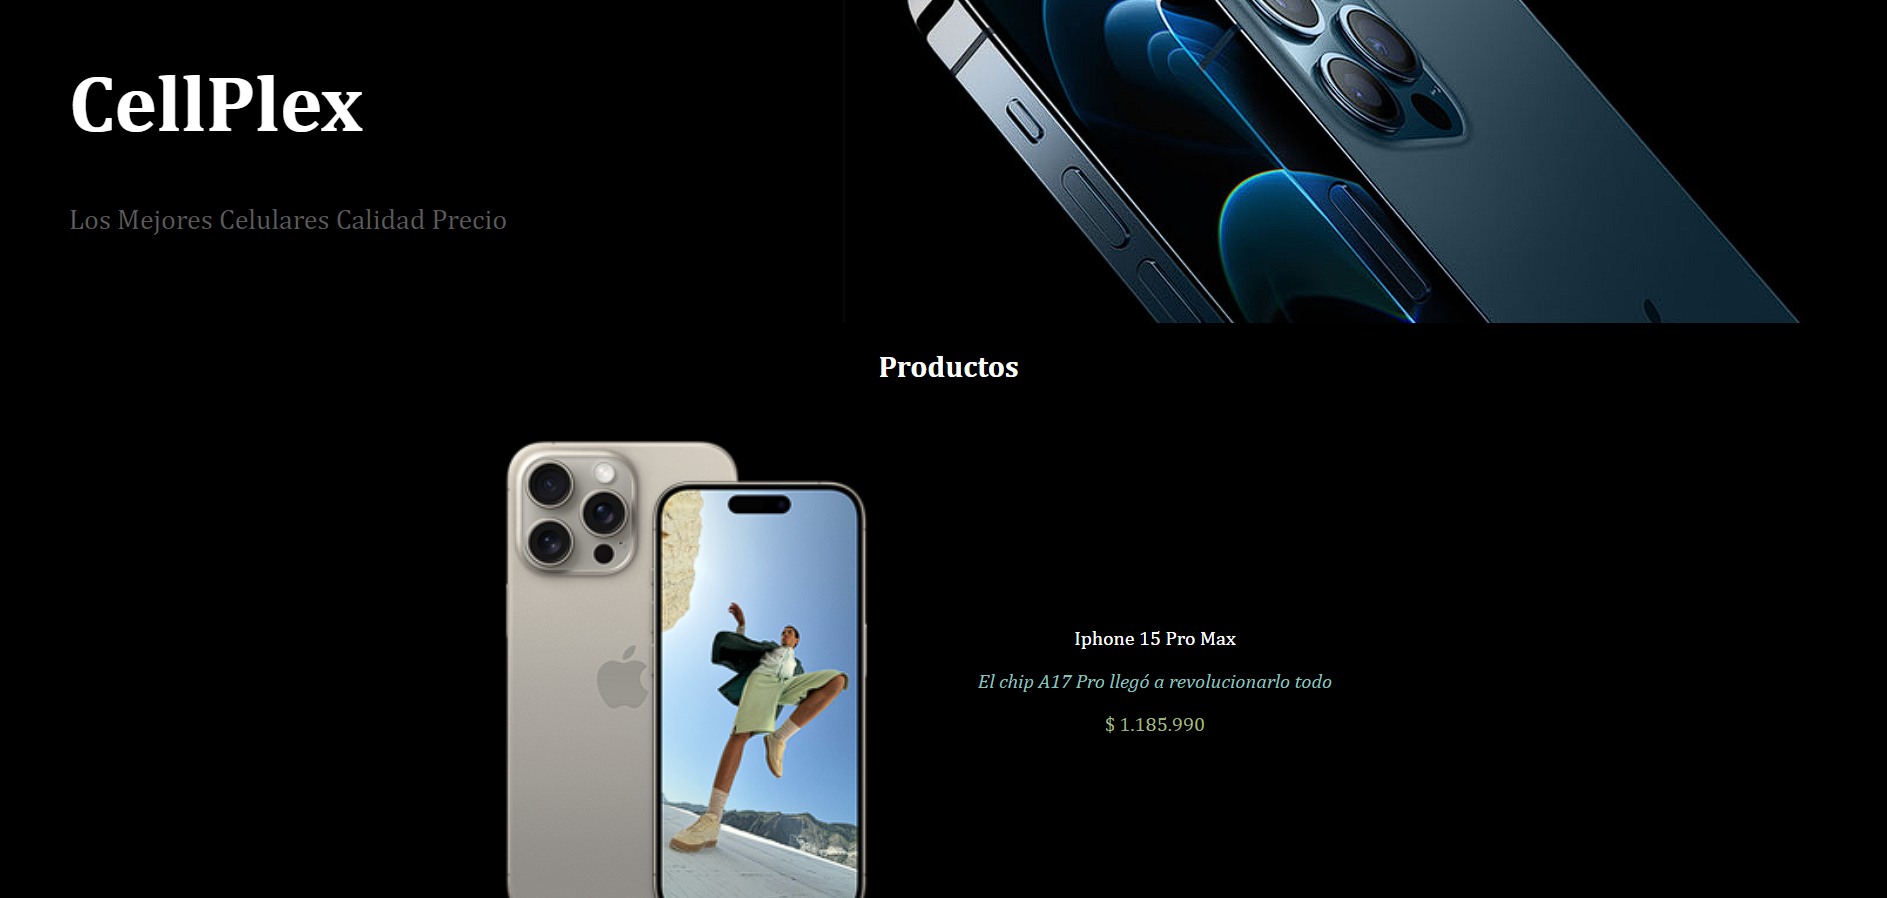 CellPlex
Los Mejores Celulares Calidad Precio
Productos
Iphone 15 Pro Max
El chip A17 Pro llegó a revolucionarlo todo
$ 1.185.990